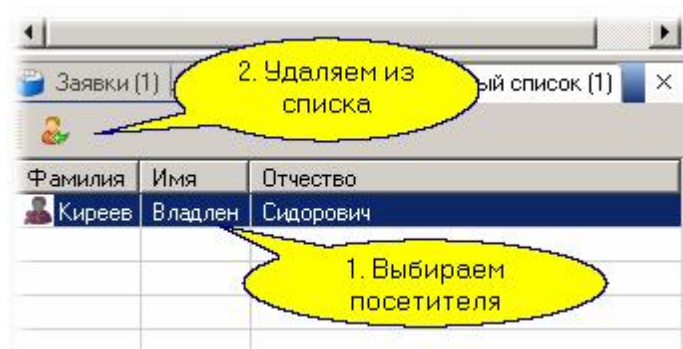 Заявки (1)
2. Удаляем из
списка
ый список (1)
Фамилия Имя Отчество
Киреев Владлен Сидорович
1. Выбираем
посетителя